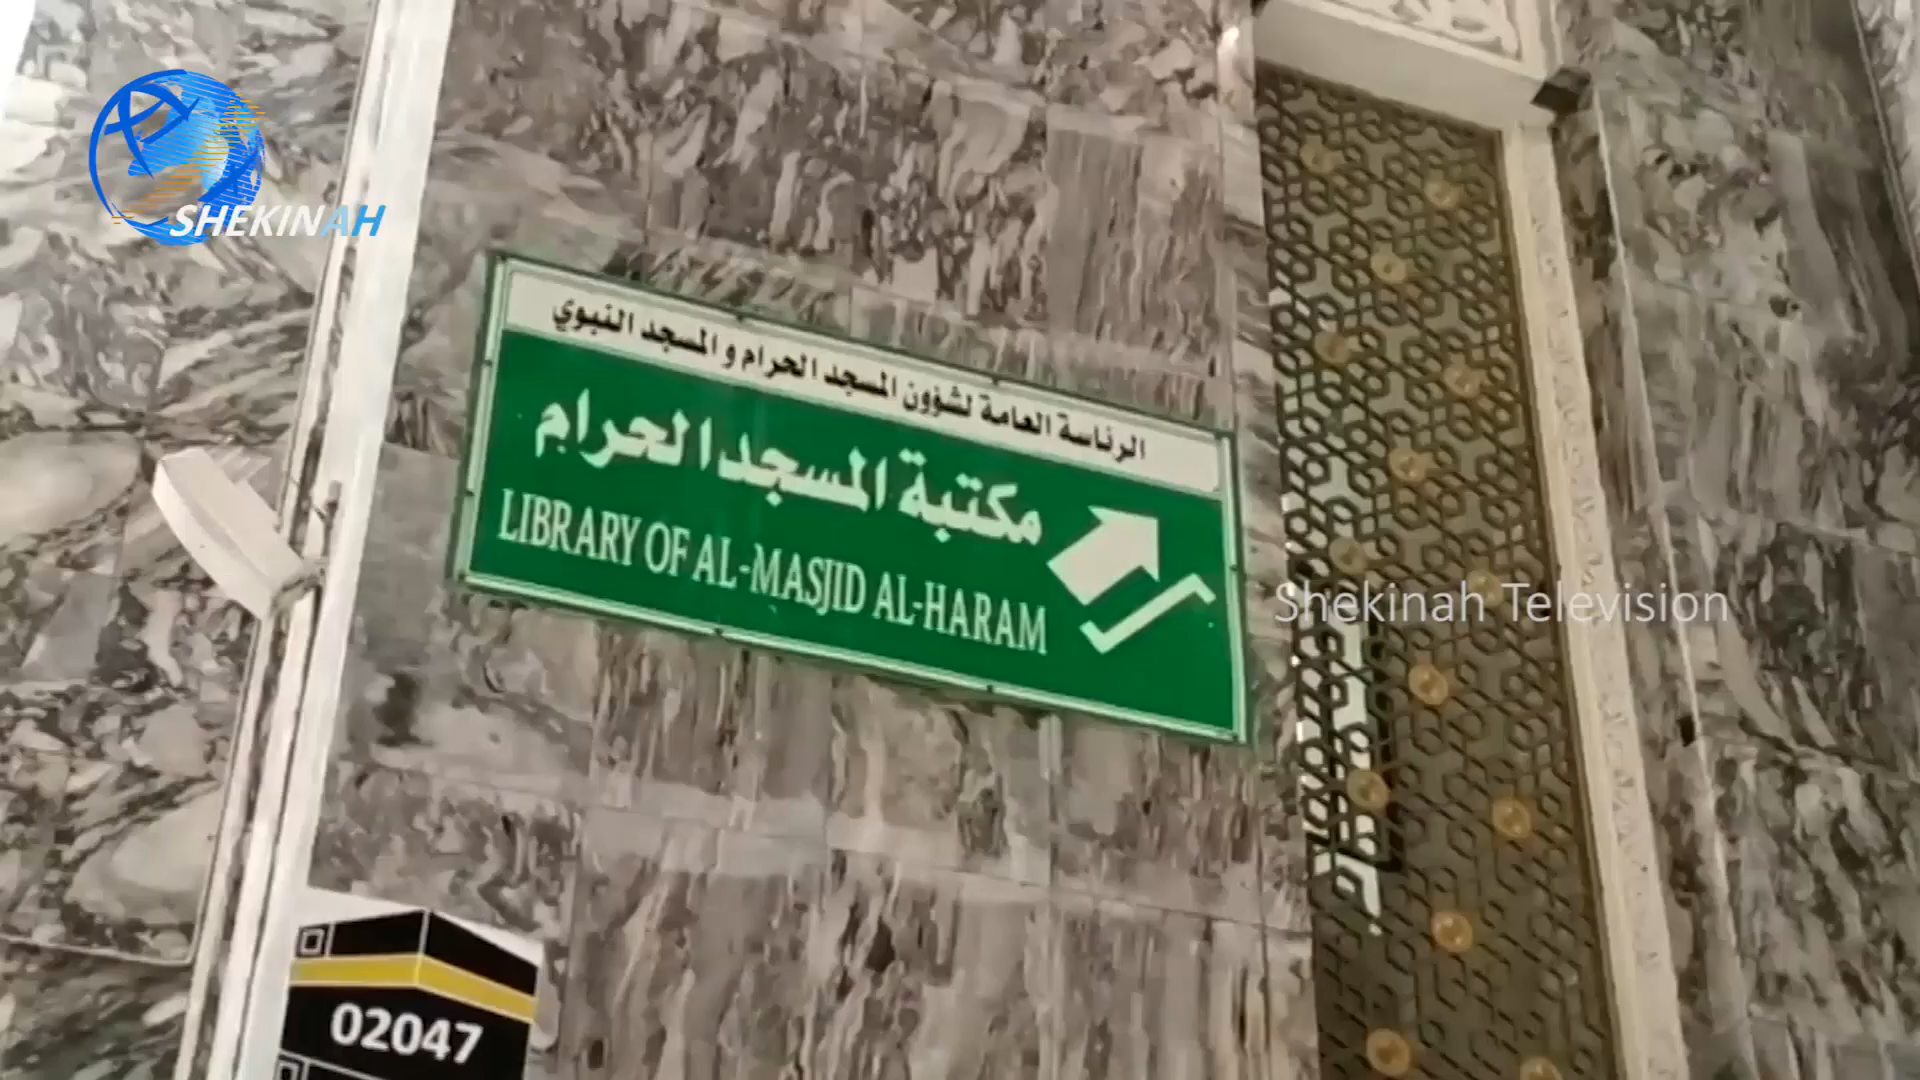 SHEKINAH
الرئاسة العامة لشؤون المسجد الحرام و المسجد النبوي
مكتبة المسجد الحرام
LIBRARY OF AL-MASJID AL-HARAM
Shekinah Television
02047